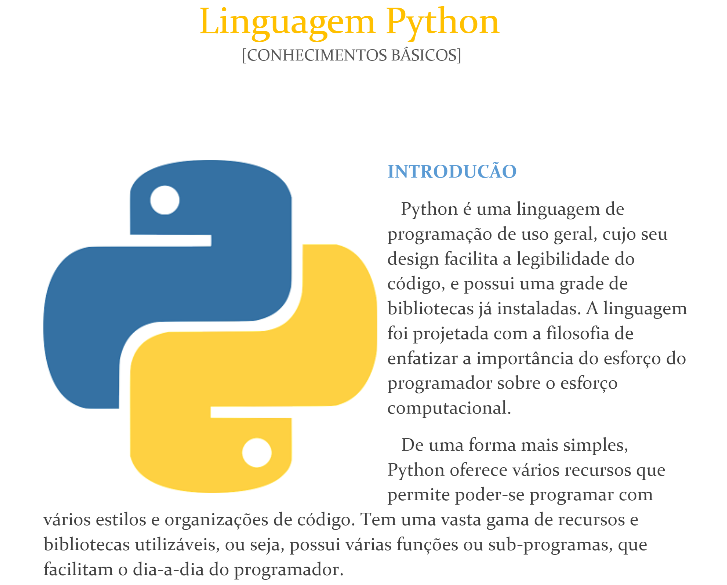 Linguagem Python
[CONHECIMENTOS BÁSICOS]
INTRODUCÃO
Python é uma linguagem de
programação de uso geral, cujo seu
design facilita a legibilidade do
código, e possui uma grade de
bibliotecas já instaladas. A linguagem
foi projetada com a filosofia de
enfatizar a importância do esforço do
programador sobre o esforço
computacional.
De uma forma mais simples,
Python oferece vários recursos que
permite poder-se programar com
vários estilos e organizações de código. Tem uma vasta gama de recursos e
bibliotecas utilizáveis, ou seja, possui várias funções ou sub-programas, que
facilitam o dia-a-dia do programador.